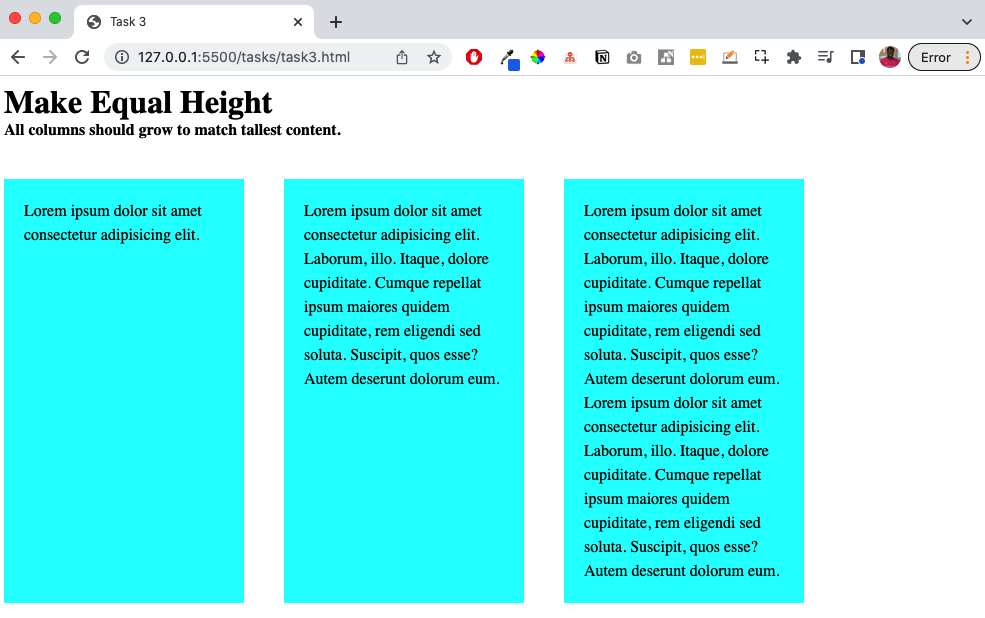 Task 3
127.0.0.1:5500/tasks/task3.html
Error
Make Equal Height
All columns should grow to match tallest content.
Lorem ipsum dolor sit amet
consectetur adipisicing elit.
Lorem ipsum dolor sit amet
consectetur adipisicing elit.
Laborum, illo. Itaque, dolore
cupiditate. Cumque repellat
ipsum maiores quidem
cupiditate, rem eligendi sed
soluta. Suscipit, quos esse?
Autem deserunt dolorum eum.
Lorem ipsum dolor sit amet
consectetur adipisicing elit.
Laborum, illo. Itaque, dolore
cupiditate. Cumque repellat
ipsum maiores quidem
cupiditate, rem eligendi sed
soluta. Suscipit, quos esse?
Autem deserunt dolorum eum.
Lorem ipsum dolor sit amet
consectetur adipisicing elit.
Laborum, illo. Itaque, dolore
cupiditate. Cumque repellat
ipsum maiores quidem
cupiditate, rem eligendi sed
soluta. Suscipit, quos esse?
Autem deserunt dolorum eum.